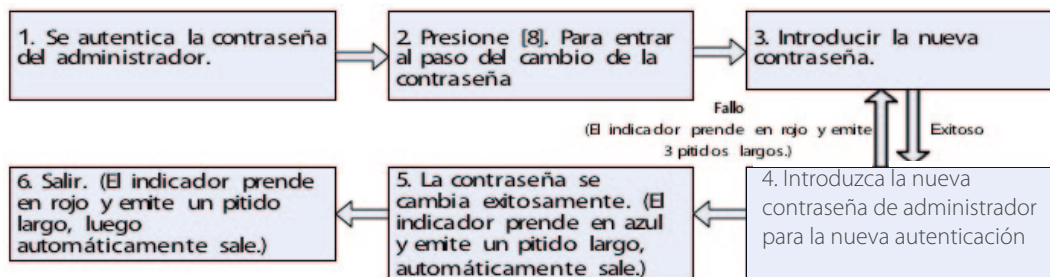 1. Se autentica la contraseña
del administrador.
2. Presione [8]. Para entrar
al paso del cambio de la
contraseña
3. Introducir la nueva
contraseña.
Fallo
(El indicador prende en rojo y emite
3 pitidos largos.)
Exitoso
4. Introduzca la nueva
contraseña de administrador
para la nueva autenticación
5. La contraseña se
cambia exitosamente. (El
indicador prende en azul
y emite un pitido largo,
automáticamente sale.)
6. Salir. (El indicador prende
en rojo y emite un pitido
largo, luego
automáticamente sale.)